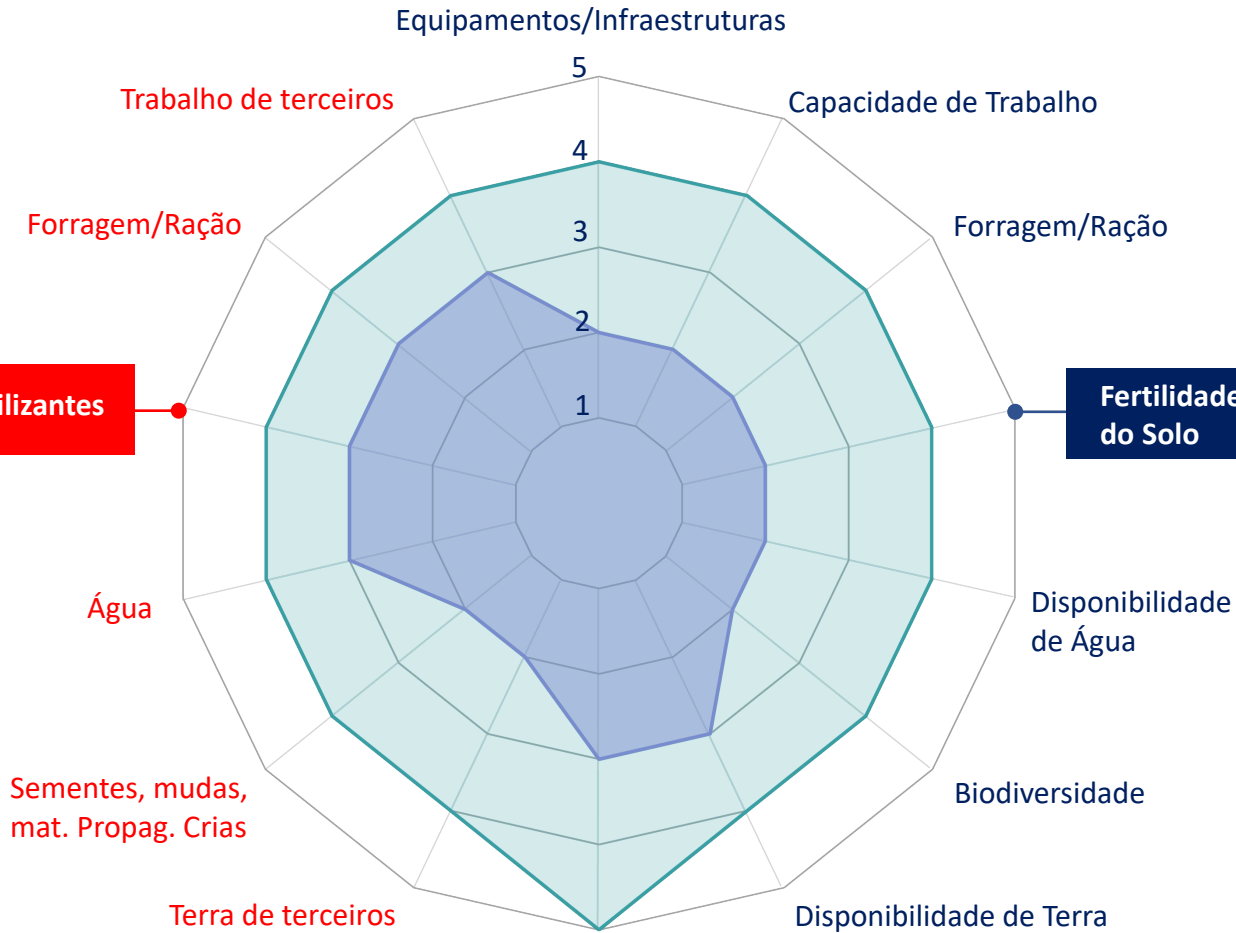 Equipamentos/Infraestruturas
5
Trabalho de terceiros
Capacidade de Trabalho
4
Forragem/Ração
3
Forragem/Ração
2
1
ilizantes
Fertilidade
do Solo
Água
Disponibilidade
de Água
Sementes, mudas,
mat. Propag. Crias
Biodiversidade
Terra de terceiros
Disponibilidade de Terra